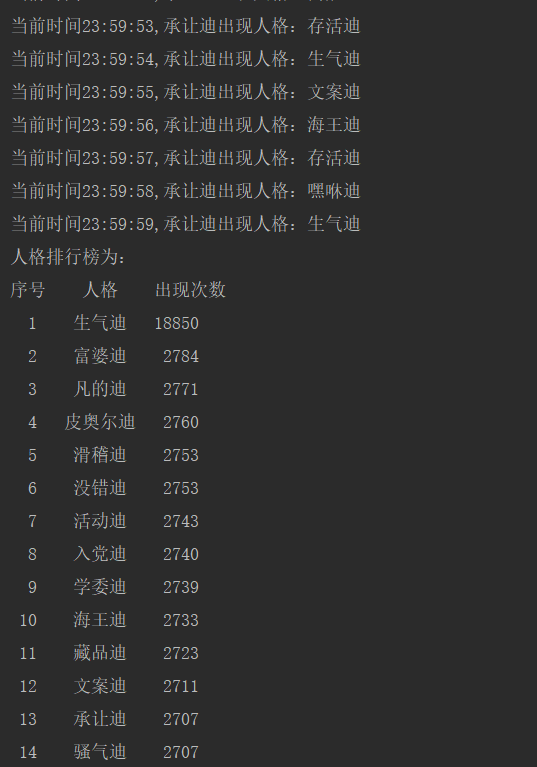 当前时间23:59:53,承让迪出现人格：存活迪
当前时间23:59:54,承让迪出现人格：生气迪
当前时间23:59:55,承让迪出现人格：文案迪
当前时间23:59:56,承让迪出现人格：海王迪
当前时间23:59:57,承让迪出现人格：存活迪
当前时间23:59:58,承让迪出现人格：嘿咻迪
当前时间23:59:59,承让迪出现人格：生气迪
人格排行榜为：
序号 人格 出现次数
1 生气迪 18850
2 富婆迪 2784
3 凡的迪 2771
4 皮奥尔迪 2760
5 滑稽迪 2753
6 没错迪 2753
7 活动迪 2743
8 入党迪 2740
9 学委迪 2739
10 海王迪 2733
11 藏品迪 2723
12 文案迪 2711
13 承让迪 2707
14 骚气迪 2707